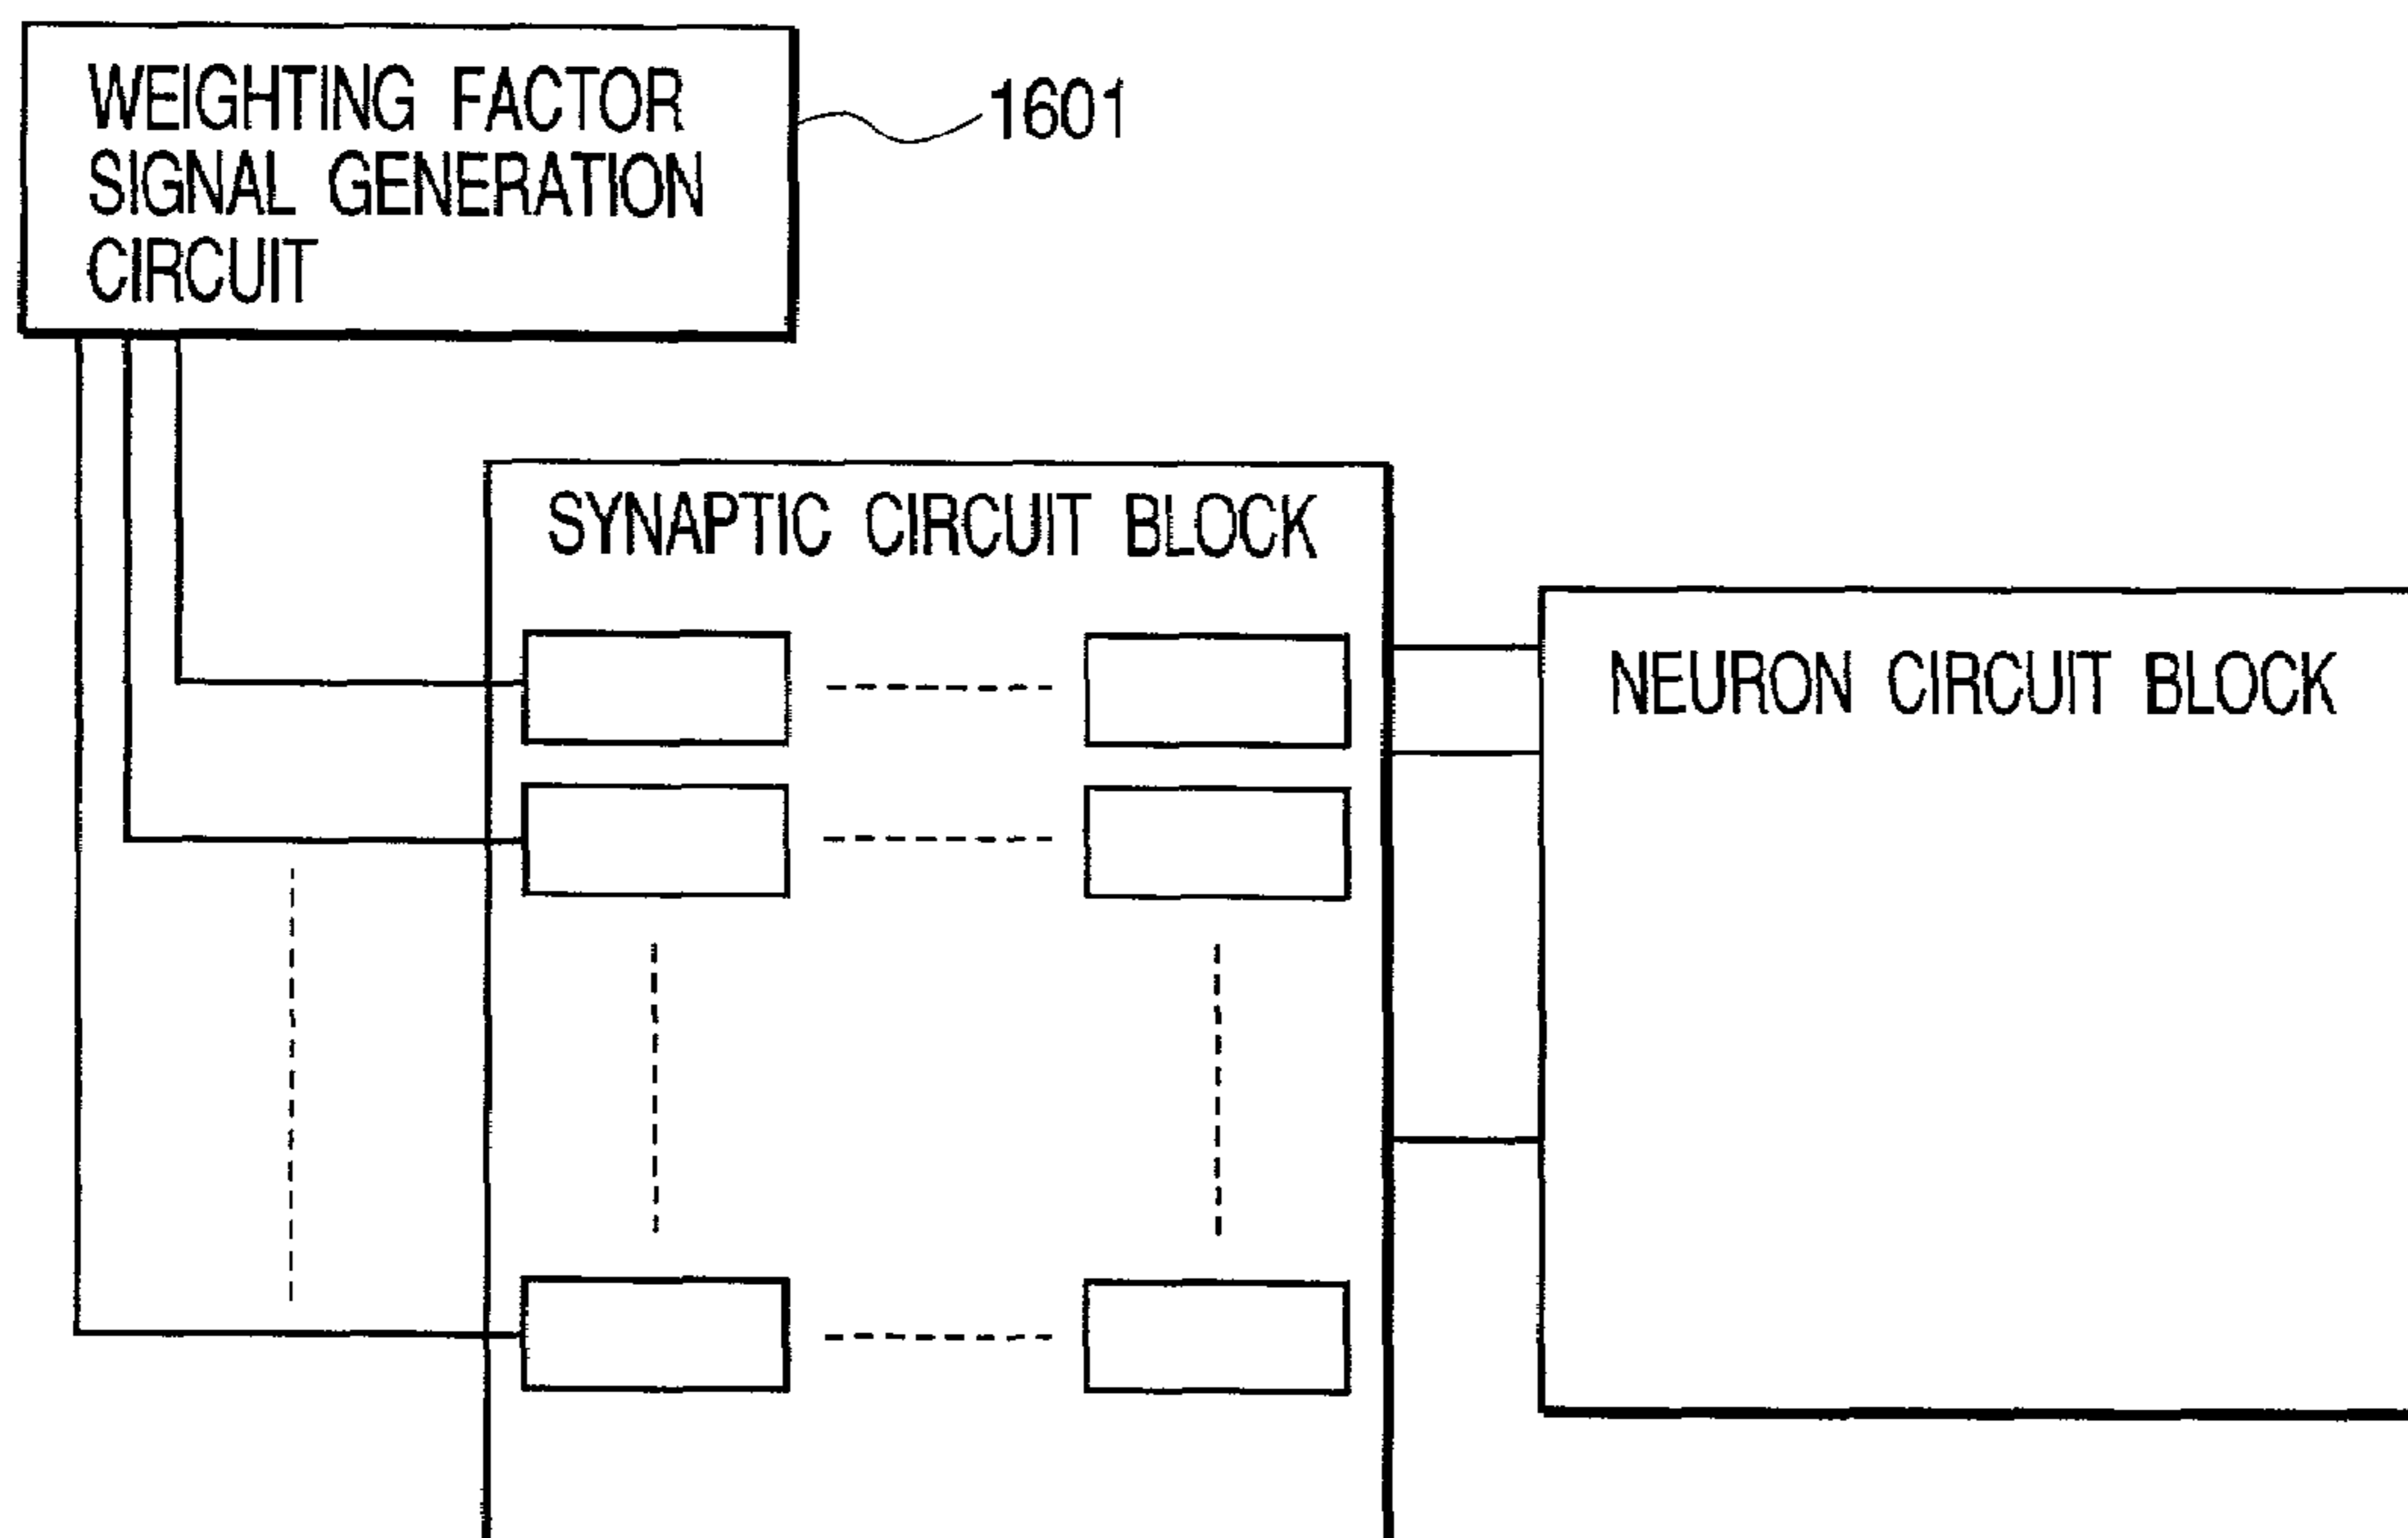 WEIGHTING FACTOR
SIGNAL GENERATION
CIRCUIT
1601
SYNAPTIC CIRCUIT BLOCK
NEURON CIRCUIT BLOCK